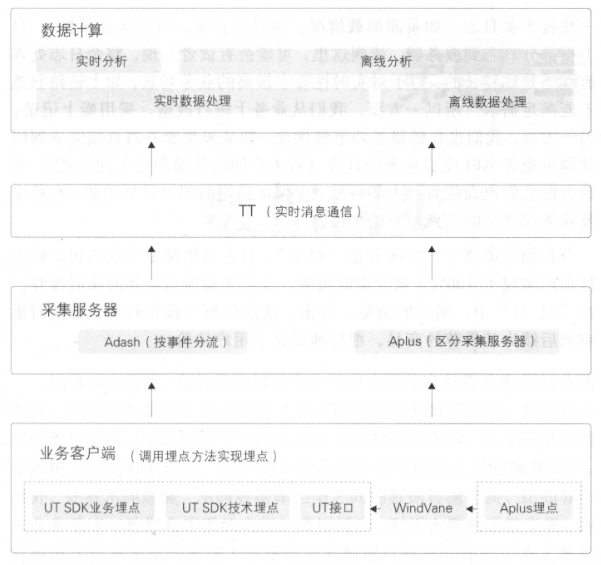 数据计算
实时分析 离线分析
实时数据处理 离线数据处理
TT （实时消息通信）
采集服务器
Adash（按事件分流） Aplus（区分采集服务器）
业务客户端 （调用埋点方法实现埋点）
UT SDK业务埋点 UT SDK技术埋点 UT接口 WindVane Aplus埋点